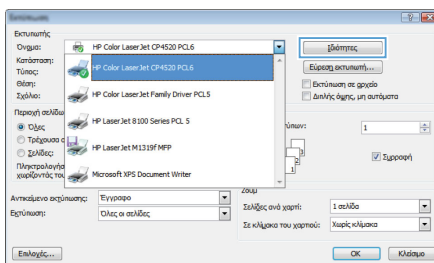 Εκτύπωση
Εκτυπωτής
Όνομα: HP Color LaserJet CP4520 PCL6 Ιδιότητες
Κατάσταση: HP Color LaserJet CP4520 PCL6 Εύρεση εκτυπωτή...
Τύπος:
Θέση: HP Color LaserJet Family Driver PCL5 Εκτύπωση σε αρχείο
Σχόλιο: Διπλής όψης, μη αυτόματο
Περιοχή σελίδω HP LaserJet 8100 Series PCL 5
Όλες τύπων: 1
Τρέχουσα σ HP LaserJet M1319f MFP
Σελίδες: Συρραφή
Πληκτρολογήσ
χωρίζοντάς του Microsoft XPS Document Writer
Ζουμ
Αντικείμενο εκτύπωσης: Έγγραφο Σελίδες ανά χαρτί: 1 σελίδα
Εκτύπωση: Όλες οι σελίδες Σε κλίμακα του χαρτιού: Χωρίς κλίμακα
Επιλογές... OK Κλείσιμο